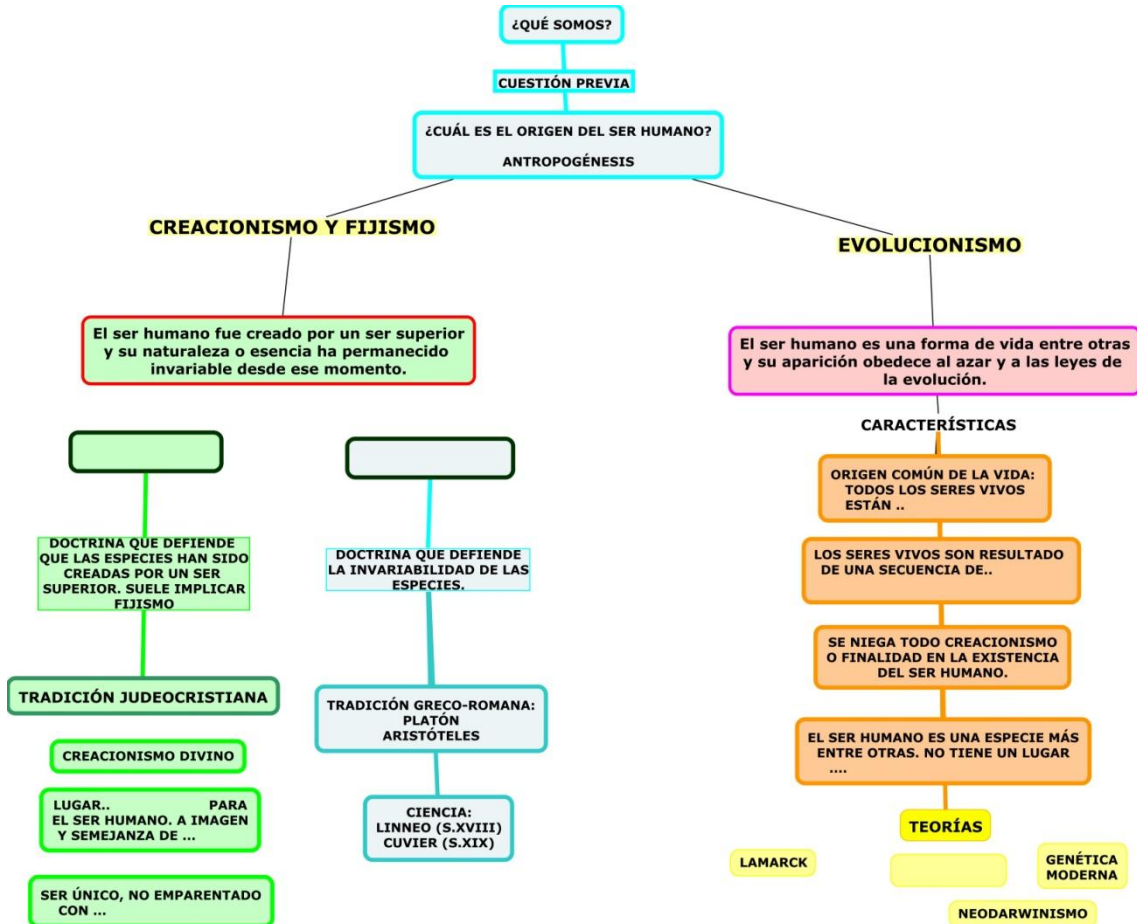 ¿QUÉ SOMOS?
CUESTIÓN PREVIA
¿CUÁL ES EL ORIGEN DEL SER HUMANO?
ANTROPOGÉNESIS
CREACIONISMO Y FIJISMO
El ser humano fue creado por un ser superior
y su naturaleza o esencia ha permanecido
invariable desde ese momento.
DOCTRINA QUE DEFIENDE
QUE LAS ESPECIES HAN SIDO
CREADAS POR UN SER
SUPERIOR. SUELE IMPLICAR
FIJISMO
TRADICIÓN JUDEOCRISTIANA
CREACIONISMO DIVINO
LUGAR.. PARA
EL SER HUMANO. A IMAGEN
Y SEMEJANZA DE ...
SER ÚNICO, NO EMPARENTADO
CON ...
DOCTRINA QUE DEFIENDE
LA INVARIABILIDAD DE LAS
ESPECIES.
TRADICIÓN GRECO-ROMANA:
PLATÓN
ARISTÓTELES
CIENCIA:
LINNEO (S.XVIII)
CUVIER (S.XIX)
EVOLUCIONISMO
El ser humano es una forma de vida entre otras
y su aparición obedece al azar y a las leyes de
la evolución.
CARACTERÍSTICAS
ORIGEN COMÚN DE LA VIDA:
TODOS LOS SERES VIVOS
ESTÁN ..
LOS SERES VIVOS SON RESULTADO
DE UNA SECUENCIA DE..
SE NIEGA TODO CREACIONISMO
O FINALIDAD EN LA EXISTENCIA
DEL SER HUMANO.
EL SER HUMANO ES UNA ESPECIE MÁS
ENTRE OTRAS. NO TIENE UN LUGAR
....
TEORÍAS
LAMARCK
GENÉTICA
MODERNA
NEODARWINISMO